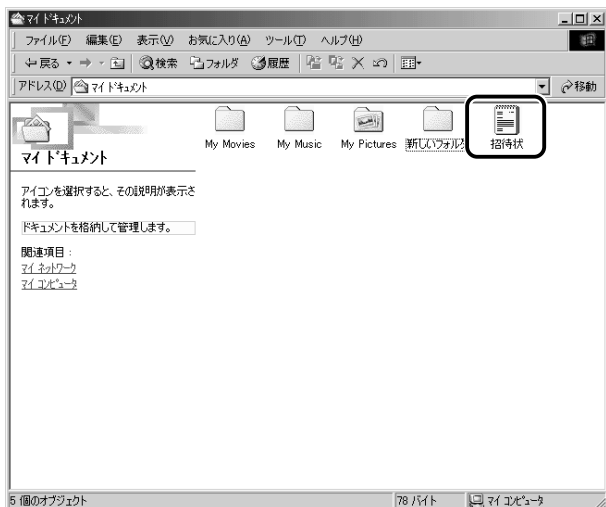 マイ ドキュメント
ファイル(F) 編集(E) 表示(V) お気に入り(A) ツール(T) ヘルプ(H)
戻る 検索 フォルダ 履歴
アドレス(D) マイ ドキュメント 移動
My Movies My Music My Pictures 新しいフォルダ 招待状
マイ ドキュメント
アイコンを選択すると、その説明が表示さ
れます。
ドキュメントを格納して管理します。
関連項目:
マイ ネットワーク
マイ コンピュータ
5 個のオブジェクト 78 バイト マイ コンピュータ